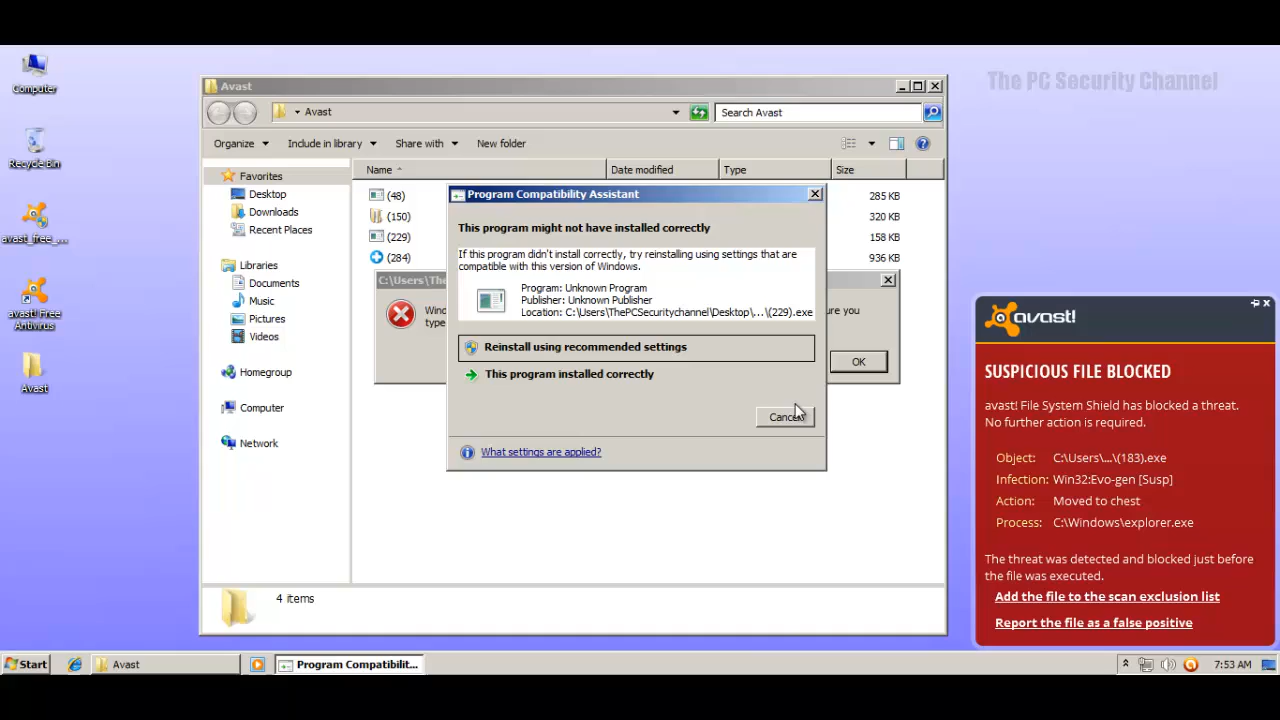 The PC Security Channel
Computer
Recycle Bin
avast_free_...
avast! Free
Antivirus
Avast
Avast
Avast
Search Avast
Organize
Include in library
Share with
New folder
Favorites
Desktop
Downloads
Recent Places
Libraries
Documents
Music
Pictures
Videos
Homegroup
Computer
Network
Name
Date modified
Type
Size
(48)
285 KB
(150)
320 KB
(229)
158 KB
(284)
936 KB
C:\Users\The
Wind
type
ure you
OK
Program Compatibility Assistant
This program might not have installed correctly
If this program didn't install correctly, try reinstalling using settings that are
compatible with this version of Windows.
Program: Unknown Program
Publisher: Unknown Publisher
Location: C:\Users\ThePCSecuritychannel\Desktop\...\(229).exe
Reinstall using recommended settings
This program installed correctly
Cancel
What settings are applied?
4 items
avast!
SUSPICIOUS FILE BLOCKED
avast! File System Shield has blocked a threat.
No further action is required.
Object: C:\Users\...\(183).exe
Infection: Win32:Evo-gen [Susp]
Action: Moved to chest
Process: C:\Windows\explorer.exe
The threat was detected and blocked just before
the file was executed.
Add the file to the scan exclusion list
Report the file as a false positive
Start
Avast
Program Compatibilit...
7:53 AM